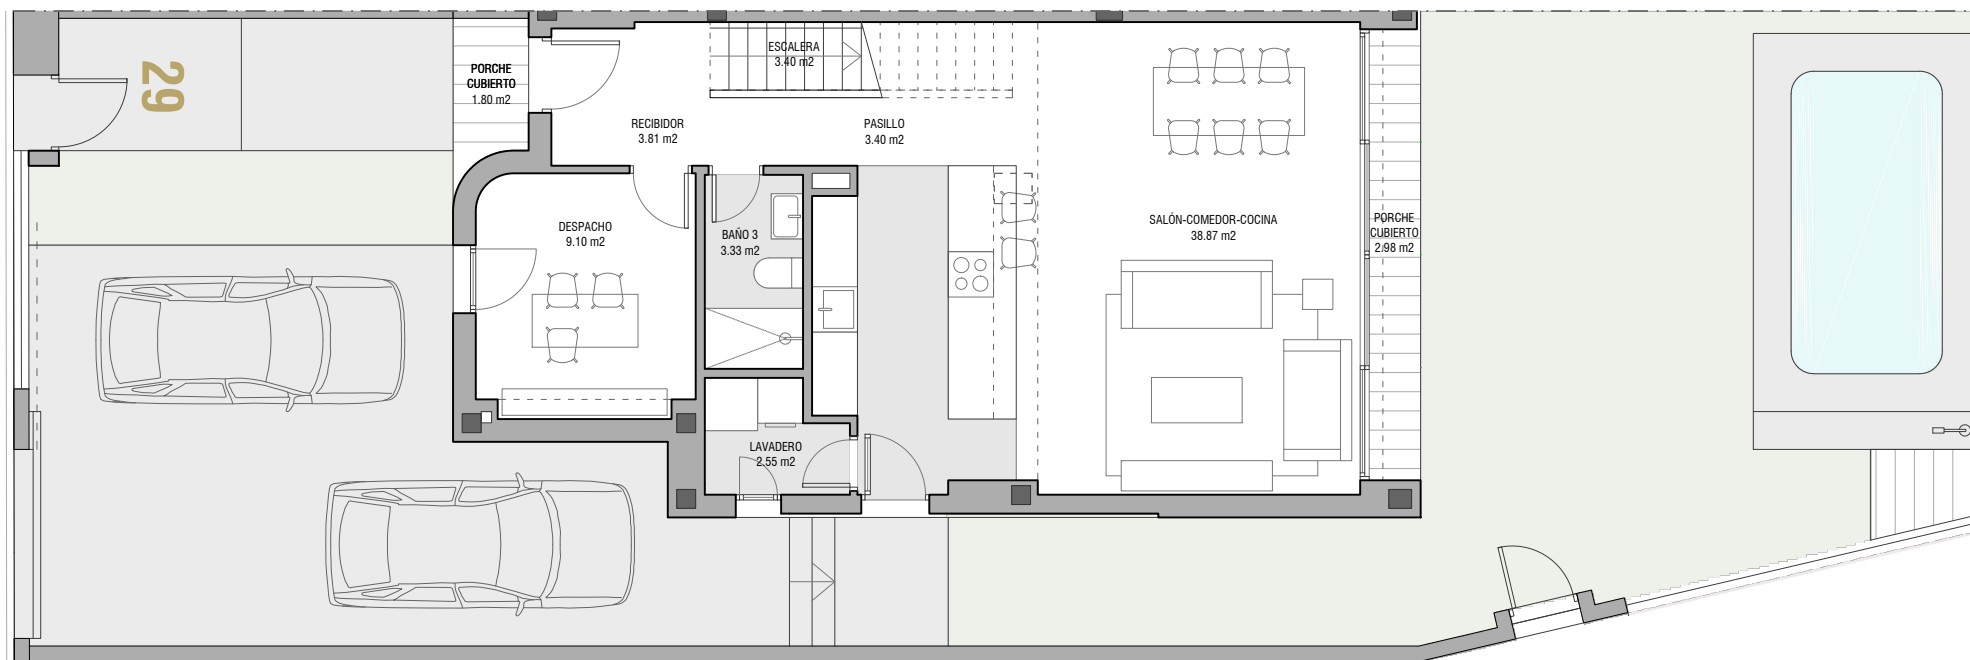 29
PORCHE
CUBIERTO
1.80 m2
ESCALERA
3.40 m2
RECIBIDOR
3.81 m2
PASILLO
3.40 m2
DESPACHO
9.10 m2
BAÑO 3
3.33 m2
SALÓN-COMEDOR-COCINA
38.87 m2
PORCHE
CUBIERTO
2.98 m2
LAVADERO
2.55 m2